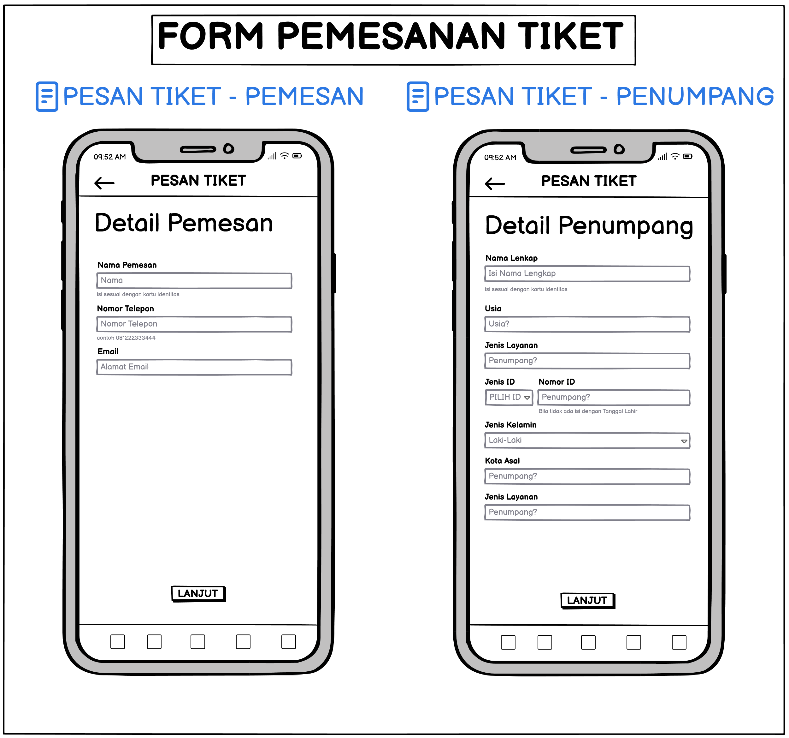 FORM PEMESANAN TIKET
PESAN TIKET - PEMESAN
09.52 AM
PESAN TIKET
Detail Pemesan
Nama Pemesan
Nama
Isi sesuai dengan kartu identitas
Nomor Telepon
Nomor Telepon
contoh 081222333444
Email
Alamat Email
LANJUT
PESAN TIKET - PENUMPANG
09.52 AM
PESAN TIKET
Detail Penumpang
Nama Lenkap
Isi Nama Lengkap
Isi sesuai dengan kartu identitas
Usia
Usia?
Jenis Layanan
Penumpang?
Jenis ID Nomor ID
PILIH ID Penumpang?
Bila tidak ada isi dengan Tanggal Lahir
Jenis Kelamin
Laki-Laki
Kota Asal
Penumpang?
Jenis Layanan
Penumpang?
LANJUT